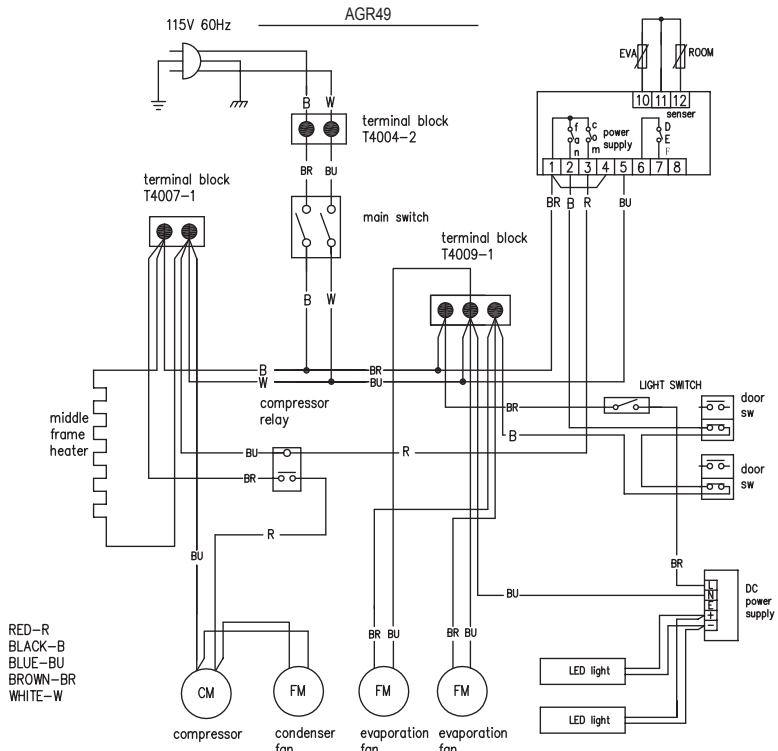 AGR49
115V 60Hz
EVA
ROOM
10 11 12
senser
B W
terminal block
T4004-2
f
a
n
c
o
m
power
supply
D
E
F
1 2 3 4 5 6 7 8
BR BU
terminal block
T4007-1
BR B R BU
main switch
terminal block
T4009-1
B W
B
W
BR
BU
LIGHT SWITCH
door
sw
BR
compressor
relay
B
middle
frame
heater
BU
R
BR
door
sw
R
BU
BR
BU
L
N
E
+
−
DC
power
supply
RED-R
BLACK-B
BLUE-BU
BROWN-BR
WHITE-W
BR BU
BR BU
CM
FM
FM
FM
LED light
LED light
compressor
condenser
fan
evaporation
fan
evaporation
fan